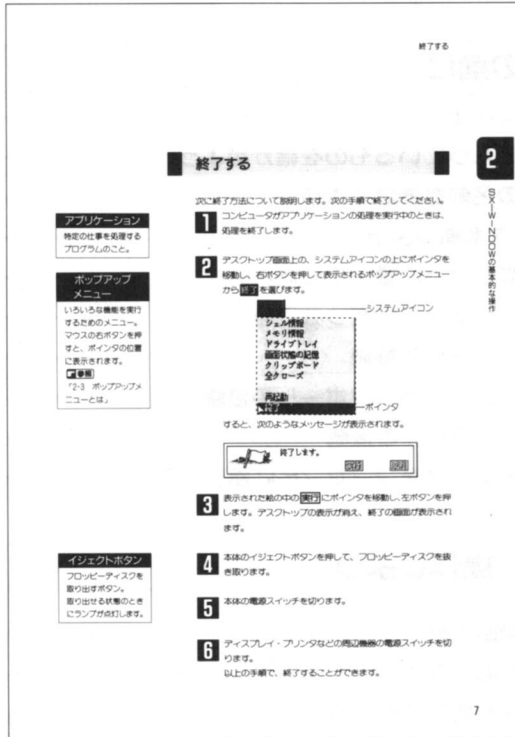 終了する
2
SX-WINDOWの基本的な操作
終了する
次に終了方法について説明します。次の手順で終了してください。
1 コンピュータがアプリケーションの処理を実行中のときは、
処理を終了します。
アプリケーション
特定の仕事を処理する
プログラムのこと。
2 デスクトップ画面上の、システムアイコンの上にポインタを
移動し、右ボタンを押して表示されるポップアップメニュー
から終了を選びます。
ポップアップ
メニュー
いろいろな機能を実行
するためのメニュー。
マウスの右ボタンを押
すと、ポインタの位置
に表示されます。
参照
「2-3 ポップアップメ
ニューとは」
システムアイコン
シェル情報
メモリ情報
ドライブトレイ
画面状態の記憶
クリップボード
全クローズ
再起動
終了
ポインタ
すると、次のようなメッセージが表示されます。
終了します。
実行
3 表示された絵の中の実行にポインタを移動し、左ボタンを押
します。デスクトップの表示が消え、終了の画面が表示され
ます。
イジェクトボタン
フロッピーディスクを
取り出すボタン。
取り出せる状態のとき
にランプが点灯します。
4 本体のイジェクトボタンを押して、フロッピーディスクを抜
き取ります。
5 本体の電源スイッチを切ります。
6 ディスプレイ・プリンタなどの周辺機器の電源スイッチを切
ります。
以上の手順で、終了することができます。
7